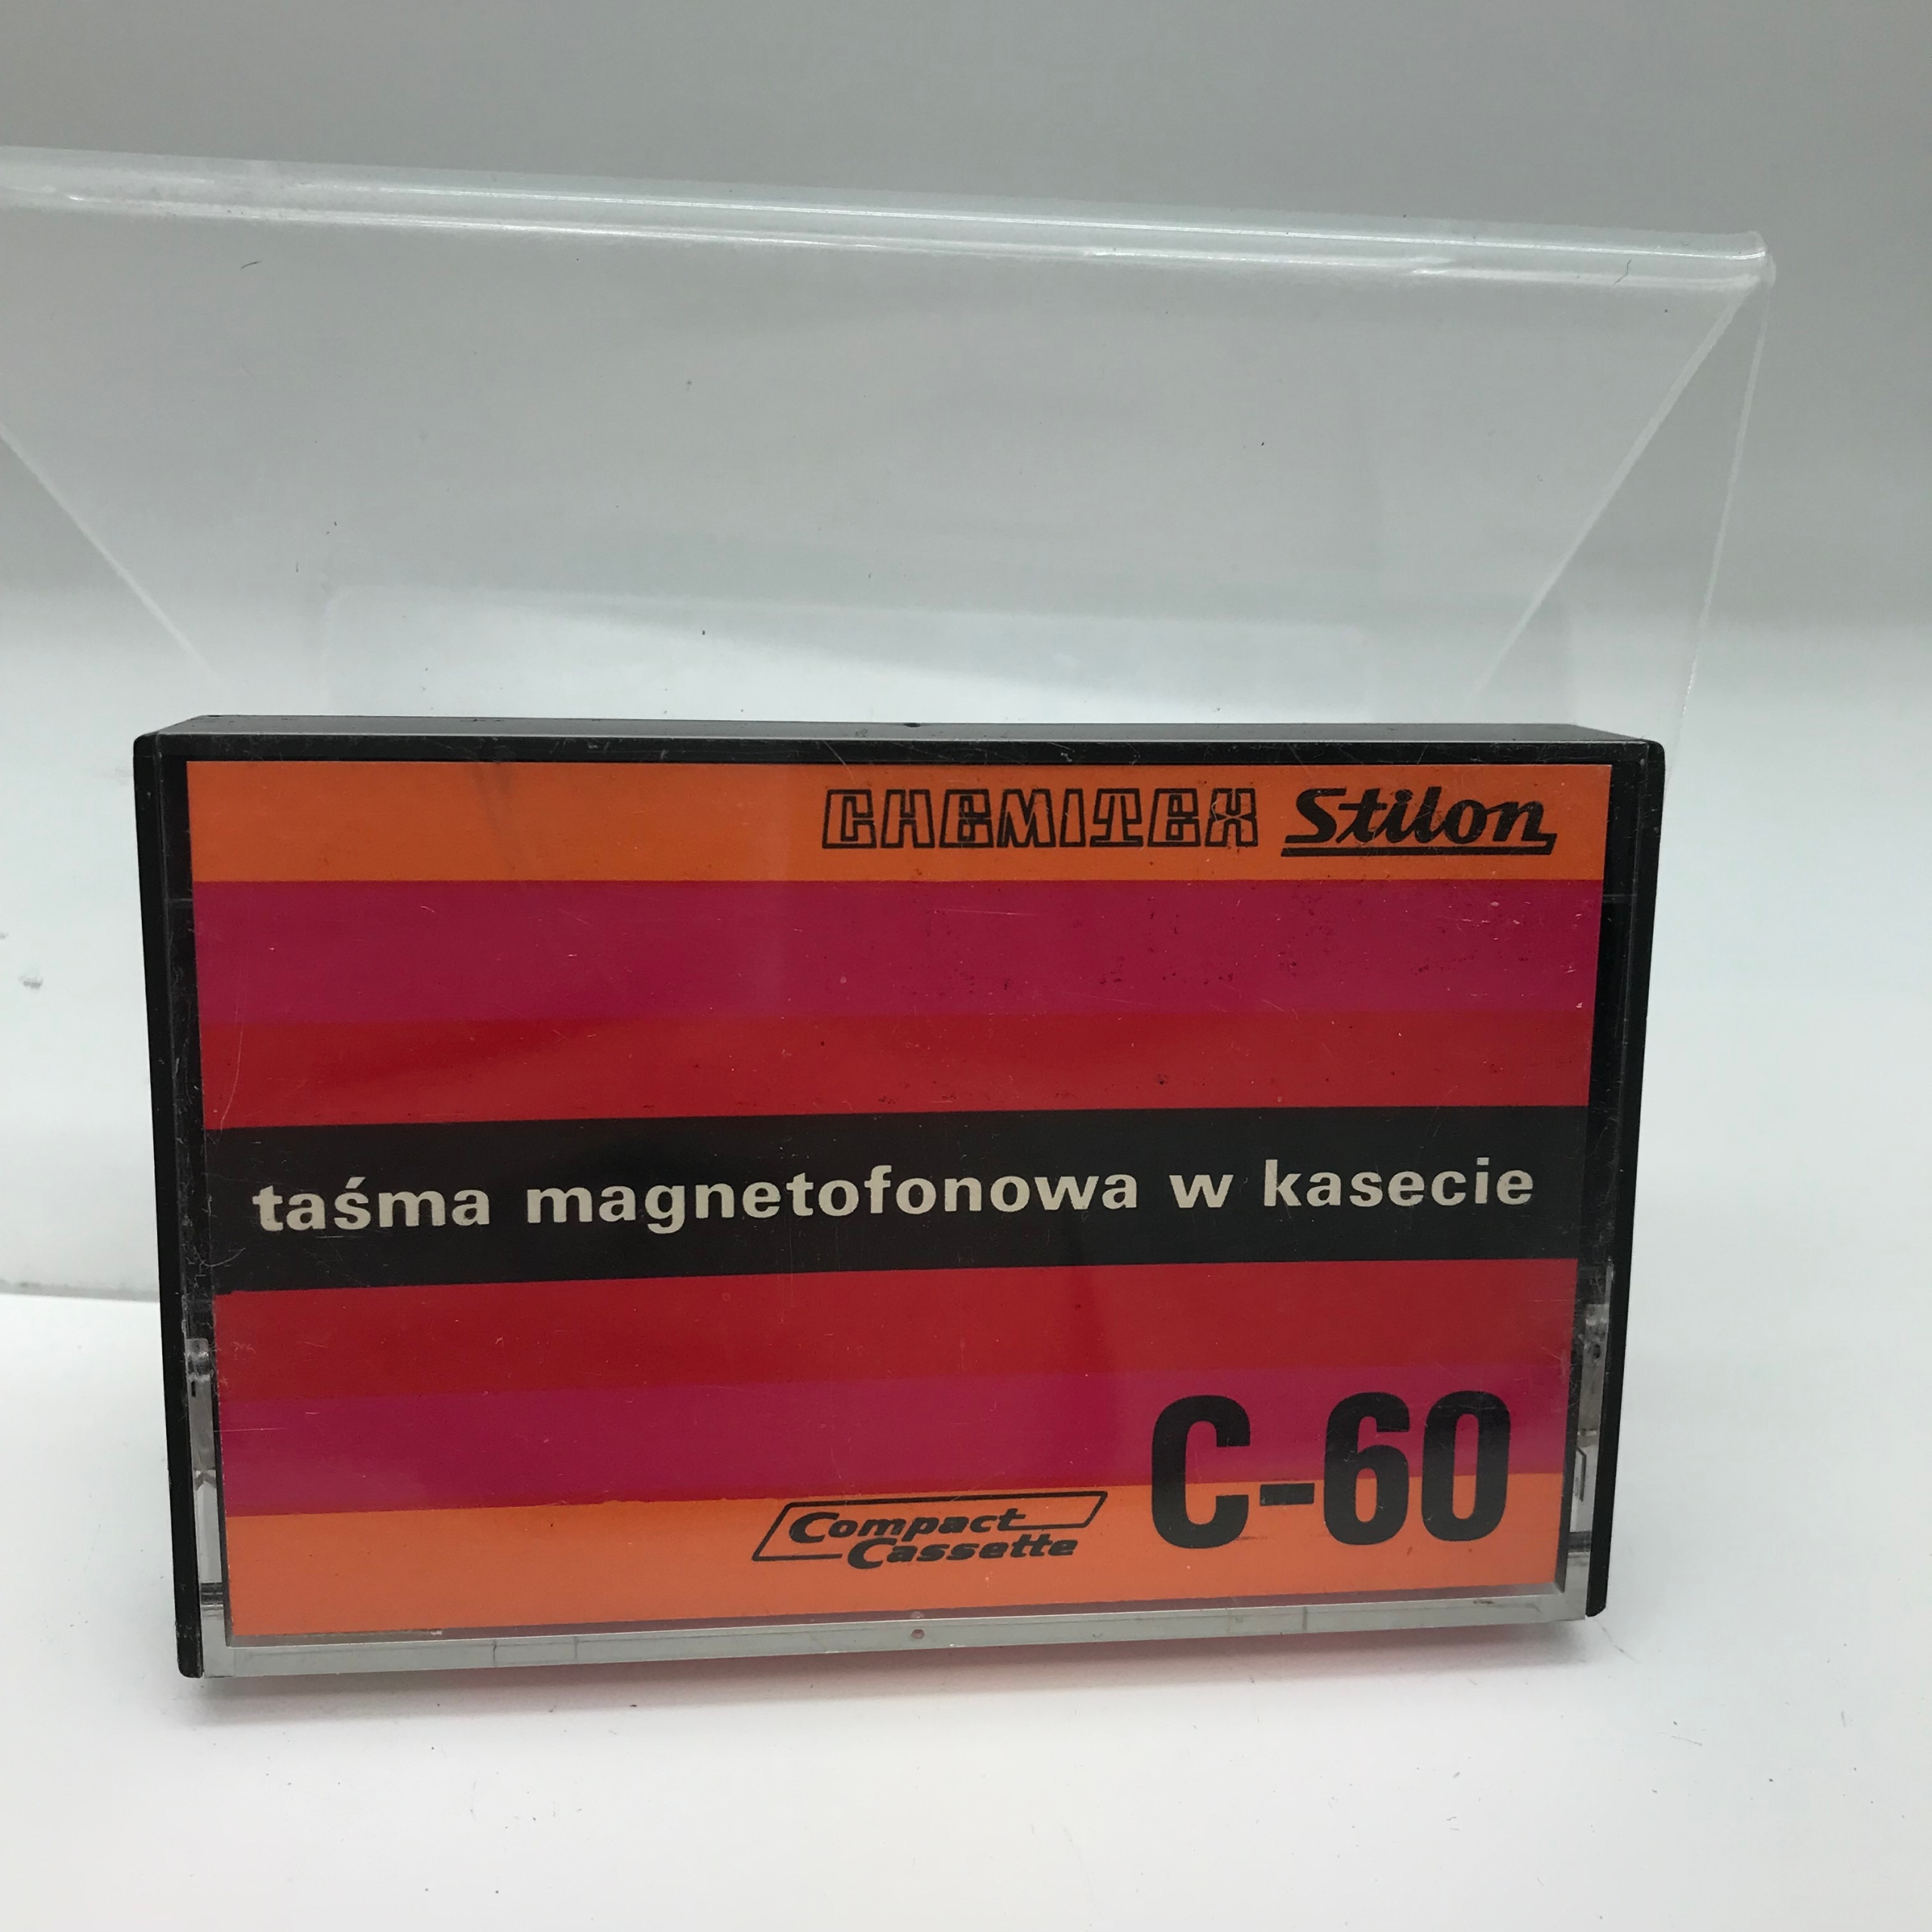 CHEMITEX Stilon
taśma magnetofonowa w kasecie
C-60
Compact
Cassette